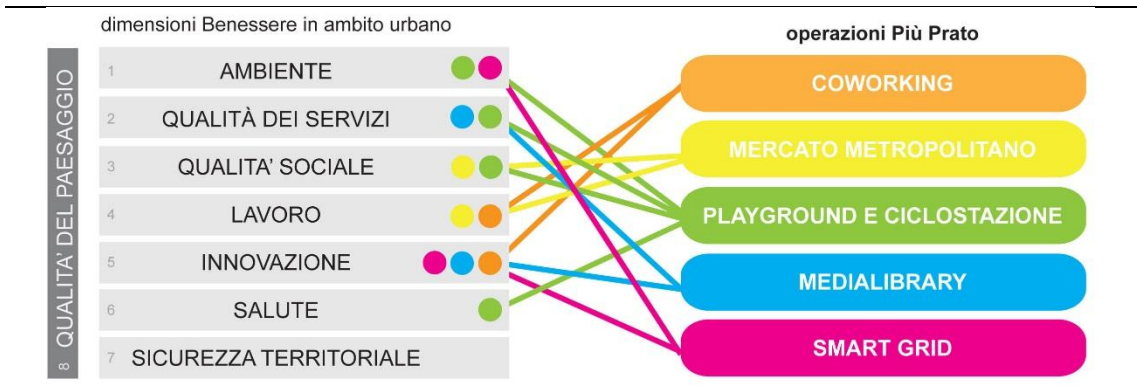 dimensioni Benessere in ambito urbano
operazioni Più Prato
8 QUALITA' DEL PAESAGGIO
1 AMBIENTE
2 QUALITÀ DEI SERVIZI
3 QUALITA' SOCIALE
4 LAVORO
5 INNOVAZIONE
6 SALUTE
7 SICUREZZA TERRITORIALE
COWORKING
MERCATO METROPOLITANO
PLAYGROUND E CICLOSTAZIONE
MEDIALIBRARY
SMART GRID